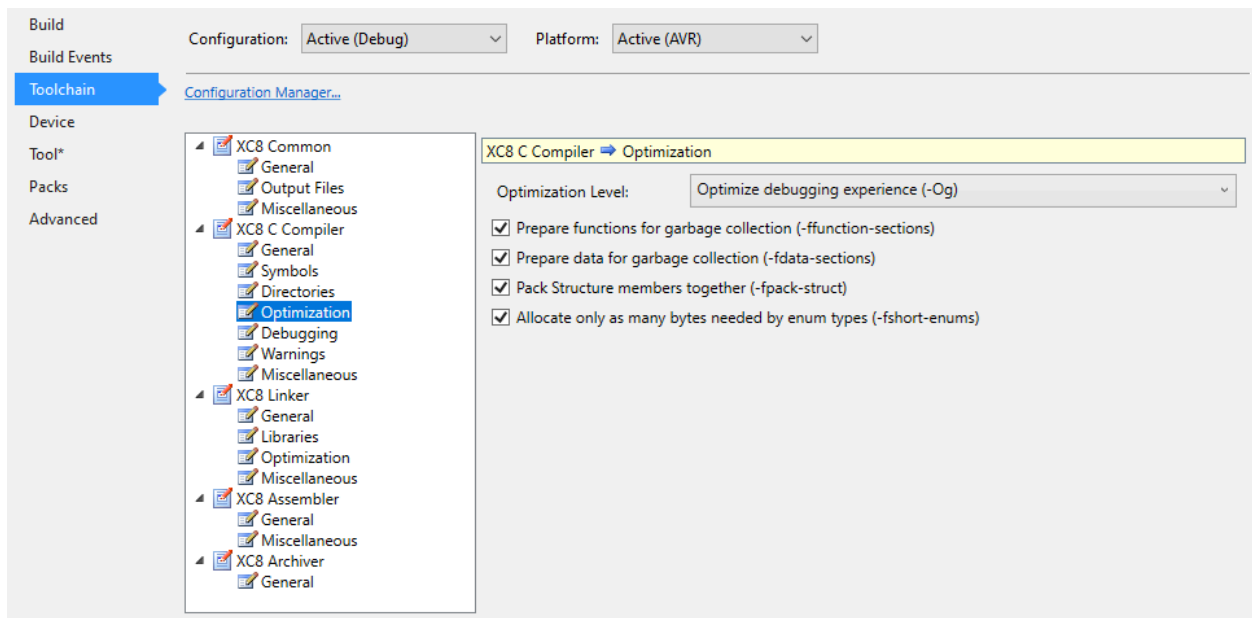 Build
Build Events
Toolchain
Device
Tool*
Packs
Advanced
Configuration: Active (Debug) Platform: Active (AVR)
Configuration Manager...
XC8 Common
General
Output Files
Miscellaneous
XC8 C Compiler
General
Symbols
Directories
Optimization
Debugging
Warnings
Miscellaneous
XC8 Linker
General
Libraries
Optimization
Miscellaneous
XC8 Assembler
General
Miscellaneous
XC8 Archiver
General
XC8 C Compiler ➡ Optimization
Optimization Level: Optimize debugging experience (-Og)
Prepare functions for garbage collection (-ffunction-sections)
Prepare data for garbage collection (-fdata-sections)
Pack Structure members together (-fpack-struct)
Allocate only as many bytes needed by enum types (-fshort-enums)